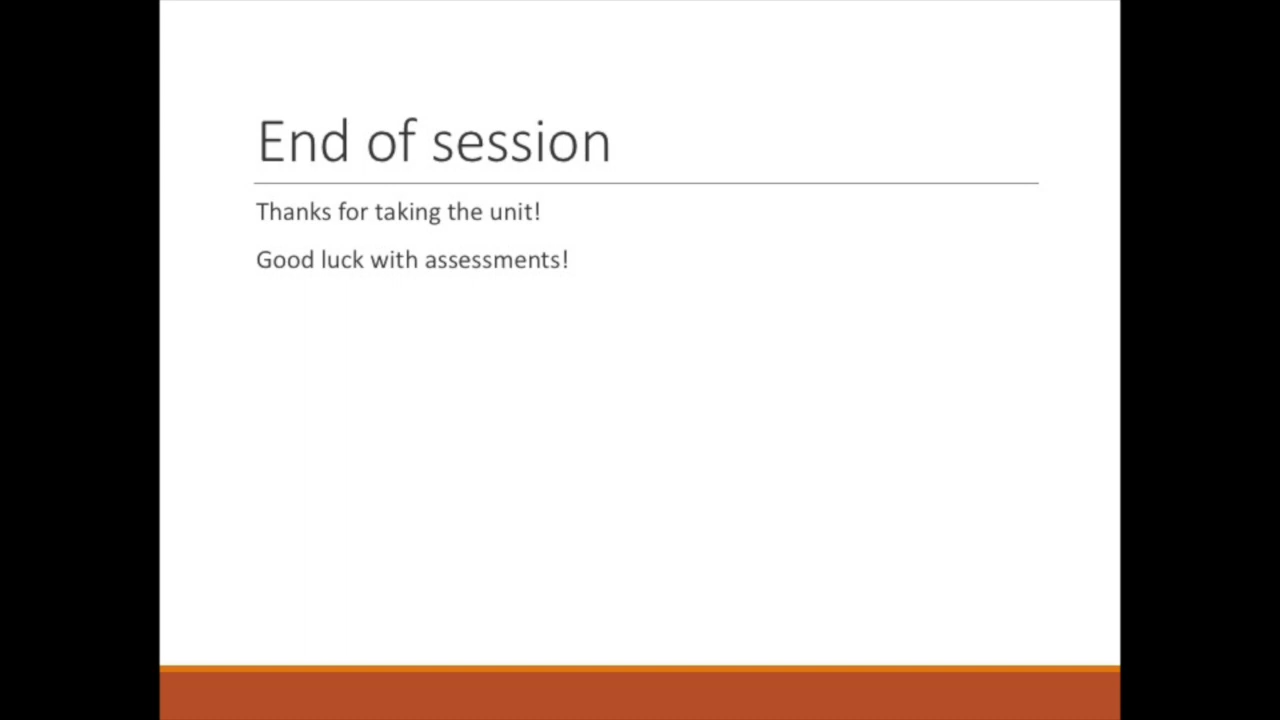 End of session
Thanks for taking the unit!
Good luck with assessments!